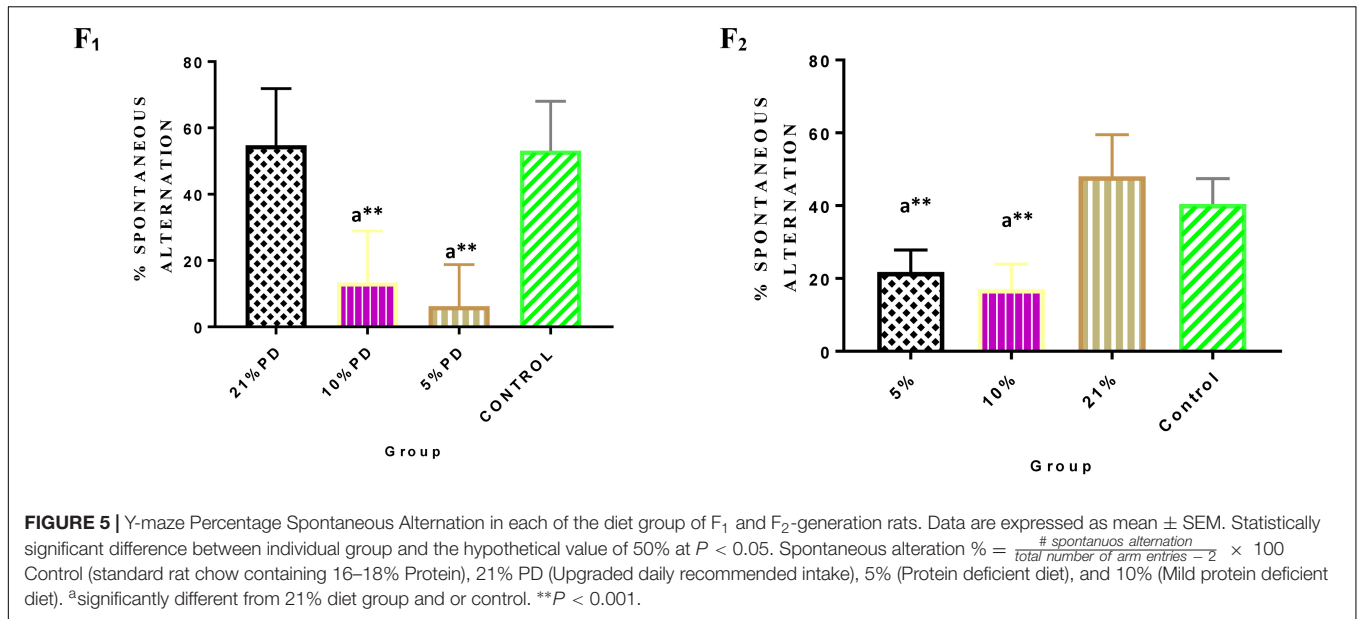 F₁
80
60
40
20
0
% SPONTANEOUS
ALTERNATION
a**
a**
21%PD
10%PD
5%PD
CONTROL
Group
F₂
80
60
40
20
0
% SPONTANEOUS
ALTERNATION
a**
a**
5%
10%
21%
Control
Group
FIGURE 5 | Y-maze Percentage Spontaneous Alternation in each of the diet group of F₁ and F₂-generation rats. Data are expressed as mean ± SEM. Statistically
significant difference between individual group and the hypothetical value of 50% at P < 0.05. Spontaneous alteration % = # spontanuos alternation / total number of arm entries − 2 × 100
Control (standard rat chow containing 16–18% Protein), 21% PD (Upgraded daily recommended intake), 5% (Protein deficient diet), and 10% (Mild protein deficient
diet). ᵃsignificantly different from 21% diet group and or control. **P < 0.001.